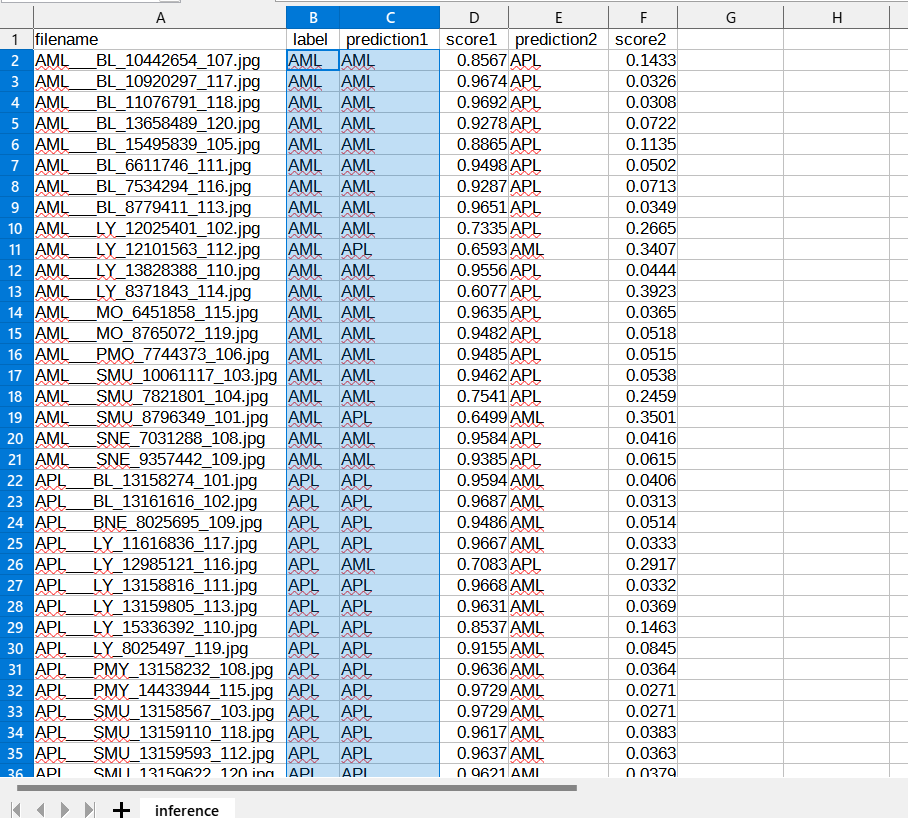 A B C D E F G H
1 filename label prediction1 score1 prediction2 score2
2 AML___BL_10442654_107.jpg AML AML 0.8567 APL 0.1433
3 AML___BL_10920297_117.jpg AML AML 0.9674 APL 0.0326
4 AML___BL_11076791_118.jpg AML AML 0.9692 APL 0.0308
5 AML___BL_13658489_120.jpg AML AML 0.9278 APL 0.0722
6 AML___BL_15495839_105.jpg AML AML 0.8865 APL 0.1135
7 AML___BL_6611746_111.jpg AML AML 0.9498 APL 0.0502
8 AML___BL_7534294_116.jpg AML AML 0.9287 APL 0.0713
9 AML___BL_8779411_113.jpg AML AML 0.9651 APL 0.0349
10 AML___LY_12025401_102.jpg AML AML 0.7335 APL 0.2665
11 AML___LY_12101563_112.jpg AML APL 0.6593 AML 0.3407
12 AML___LY_13828388_110.jpg AML AML 0.9556 APL 0.0444
13 AML___LY_8371843_114.jpg AML AML 0.6077 APL 0.3923
14 AML___MO_6451858_115.jpg AML AML 0.9635 APL 0.0365
15 AML___MO_8765072_119.jpg AML AML 0.9482 APL 0.0518
16 AML___PMO_7744373_106.jpg AML AML 0.9485 APL 0.0515
17 AML___SMU_10061117_103.jpg AML AML 0.9462 APL 0.0538
18 AML___SMU_7821801_104.jpg AML AML 0.7541 APL 0.2459
19 AML___SMU_8796349_101.jpg AML APL 0.6499 AML 0.3501
20 AML___SNE_7031288_108.jpg AML AML 0.9584 APL 0.0416
21 AML___SNE_9357442_109.jpg AML AML 0.9385 APL 0.0615
22 APL___BL_13158274_101.jpg APL APL 0.9594 AML 0.0406
23 APL___BL_13161616_102.jpg APL APL 0.9687 AML 0.0313
24 APL___BNE_8025695_109.jpg APL APL 0.9486 AML 0.0514
25 APL___LY_11616836_117.jpg APL APL 0.9667 AML 0.0333
26 APL___LY_12985121_116.jpg APL AML 0.7083 APL 0.2917
27 APL___LY_13158816_111.jpg APL APL 0.9668 AML 0.0332
28 APL___LY_13159805_113.jpg APL APL 0.9631 AML 0.0369
29 APL___LY_15336392_110.jpg APL APL 0.8537 AML 0.1463
30 APL___LY_8025497_119.jpg APL APL 0.9155 AML 0.0845
31 APL___PMY_13158232_108.jpg APL APL 0.9636 AML 0.0364
32 APL___PMY_14433944_115.jpg APL APL 0.9729 AML 0.0271
33 APL___SMU_13158567_103.jpg APL APL 0.9729 AML 0.0271
34 APL___SMU_13159110_118.jpg APL APL 0.9617 AML 0.0383
35 APL___SMU_13159593_112.jpg APL APL 0.9637 AML 0.0363
36 APL___SMU_13159622_120.jpg APL APL 0.9621 AML 0.0379
inference